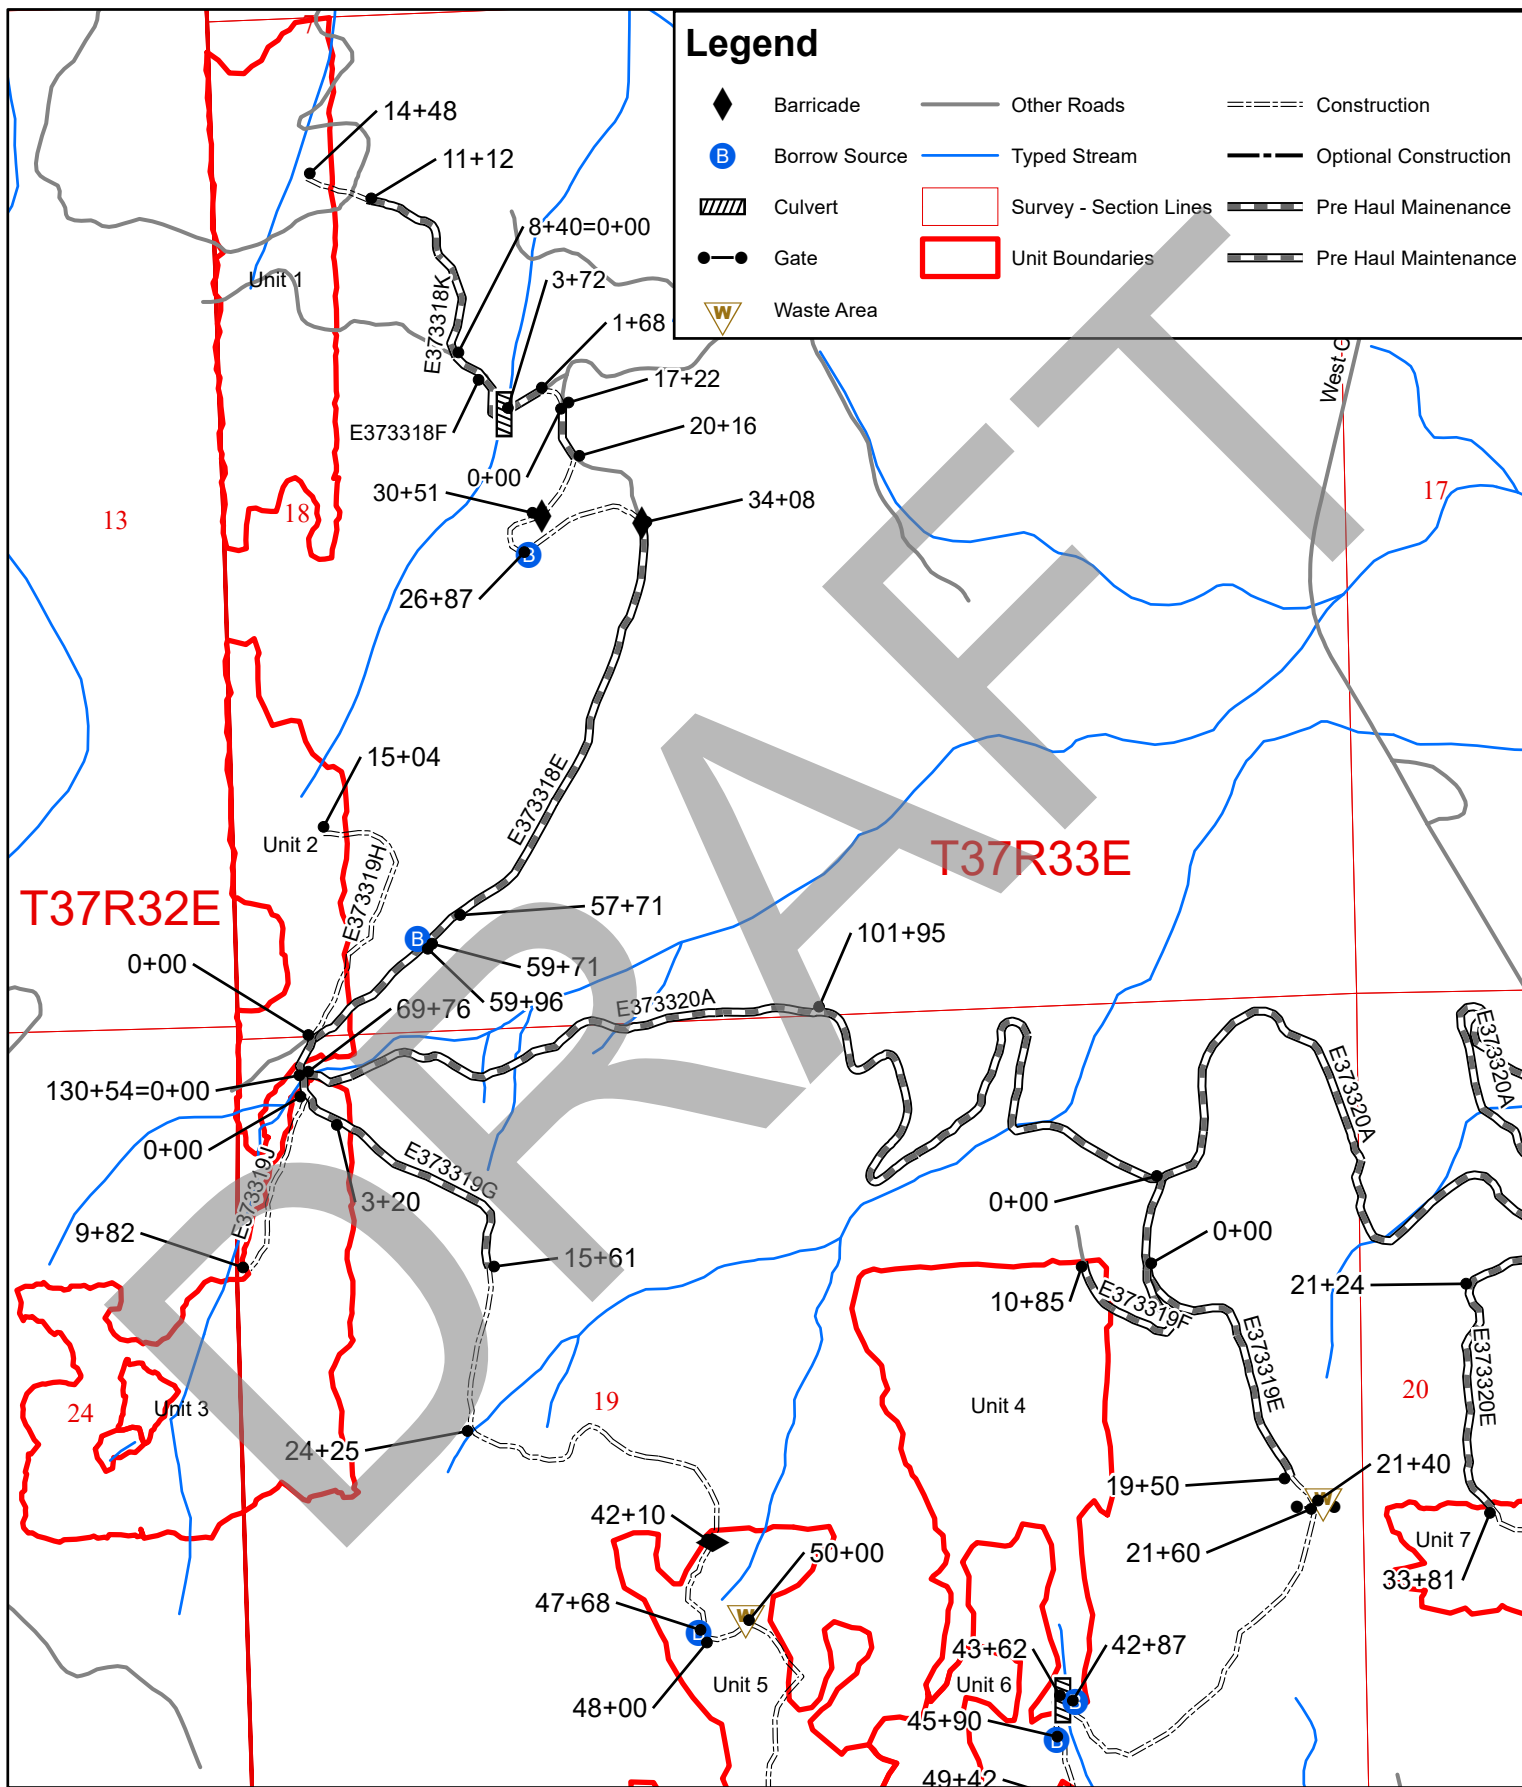 Legend
Barricade
Other Roads
Construction
B
Borrow Source
Typed Stream
Optional Construction
Culvert
Survey - Section Lines
Pre Haul Mainenance
Gate
Unit Boundaries
Pre Haul Maintenance
W
Waste Area
7
14+48
11+12
8+40=0+00
Unit 1
3+72
E373318K
1+68
West-G
17+22
E373318F
20+16
0+00
30+51
34+08
17
13
18
B
26+87
15+04
E373318E
Unit 2
E373319H
T37R33E
T37R32E
57+71
B
101+95
0+00
59+71
59+96
69+76
E373320A
E373320A
E373320A
130+54=0+00
0+00
E373319J
E373319G
3+20
0+00
9+82
0+00
15+61
21+24
10+85
E373319F
E373319E
E373320E
19
20
24
Unit 3
Unit 4
24+25
21+40
19+50
W
42+10
Unit 7
50+00
21+60
33+81
47+68
W
43+62
42+87
Unit 5
Unit 6
B
48+00
45+90
49+42
DRAFT